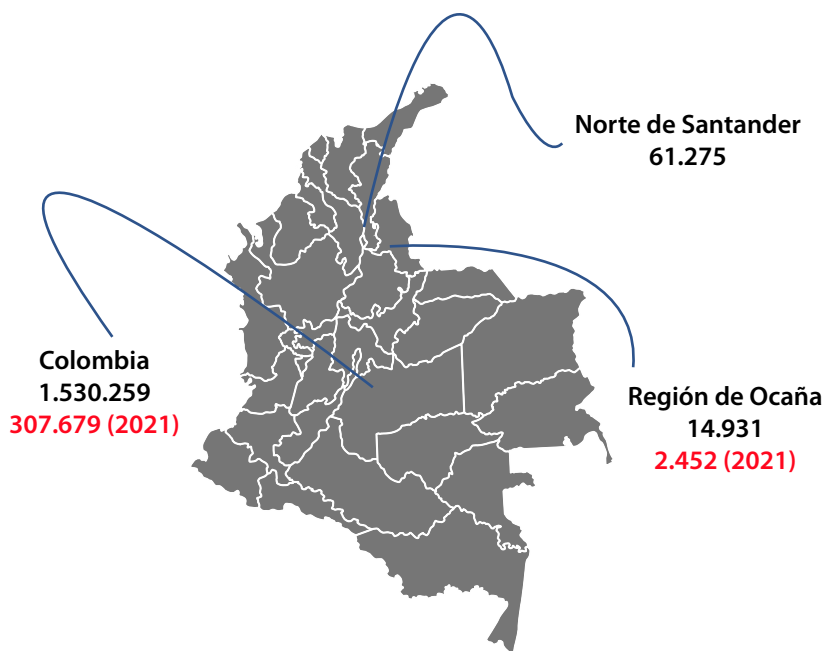 Norte de Santander
61.275
Colombia
1.530.259
307.679 (2021)
Región de Ocaña
14.931
2.452 (2021)